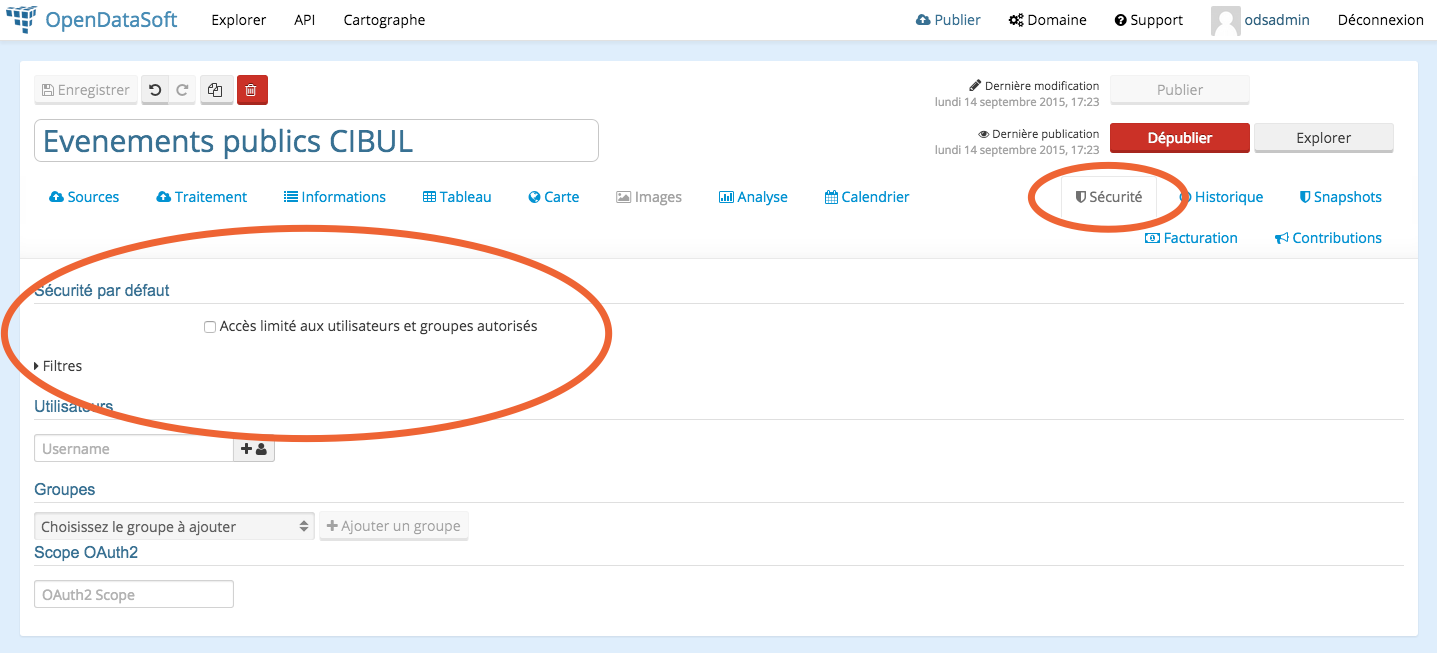 OpenDataSoft Explorer API Cartographe Publier Domaine Support odsadmin Déconnexion
Enregistrer
Dernière modification
lundi 14 septembre 2015, 17:23
Publier
Evenements publics CIBUL
Dernière publication
lundi 14 septembre 2015, 17:23
Dépublier Explorer
Sources Traitement Informations Tableau Carte Images Analyse Calendrier Sécurité Historique Snapshots
Facturation Contributions
Sécurité par défaut
Accès limité aux utilisateurs et groupes autorisés
Filtres
Utilisateurs
Username
Groupes
Choisissez le groupe à ajouter Ajouter un groupe
Scope OAuth2
OAuth2 Scope